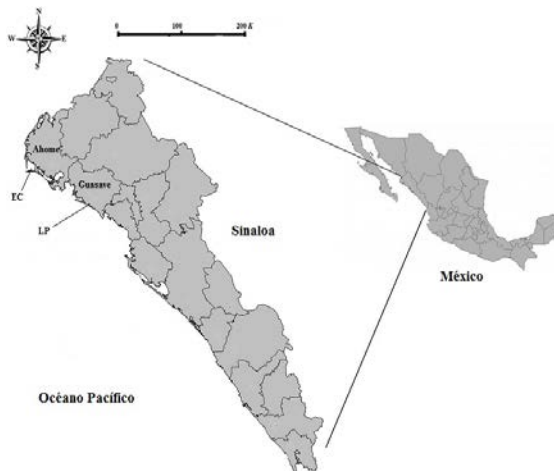 N
W E
S
0 100 200 K
Ahome
Guasave
EC
LP
Sinaloa
México
Océano Pacífico